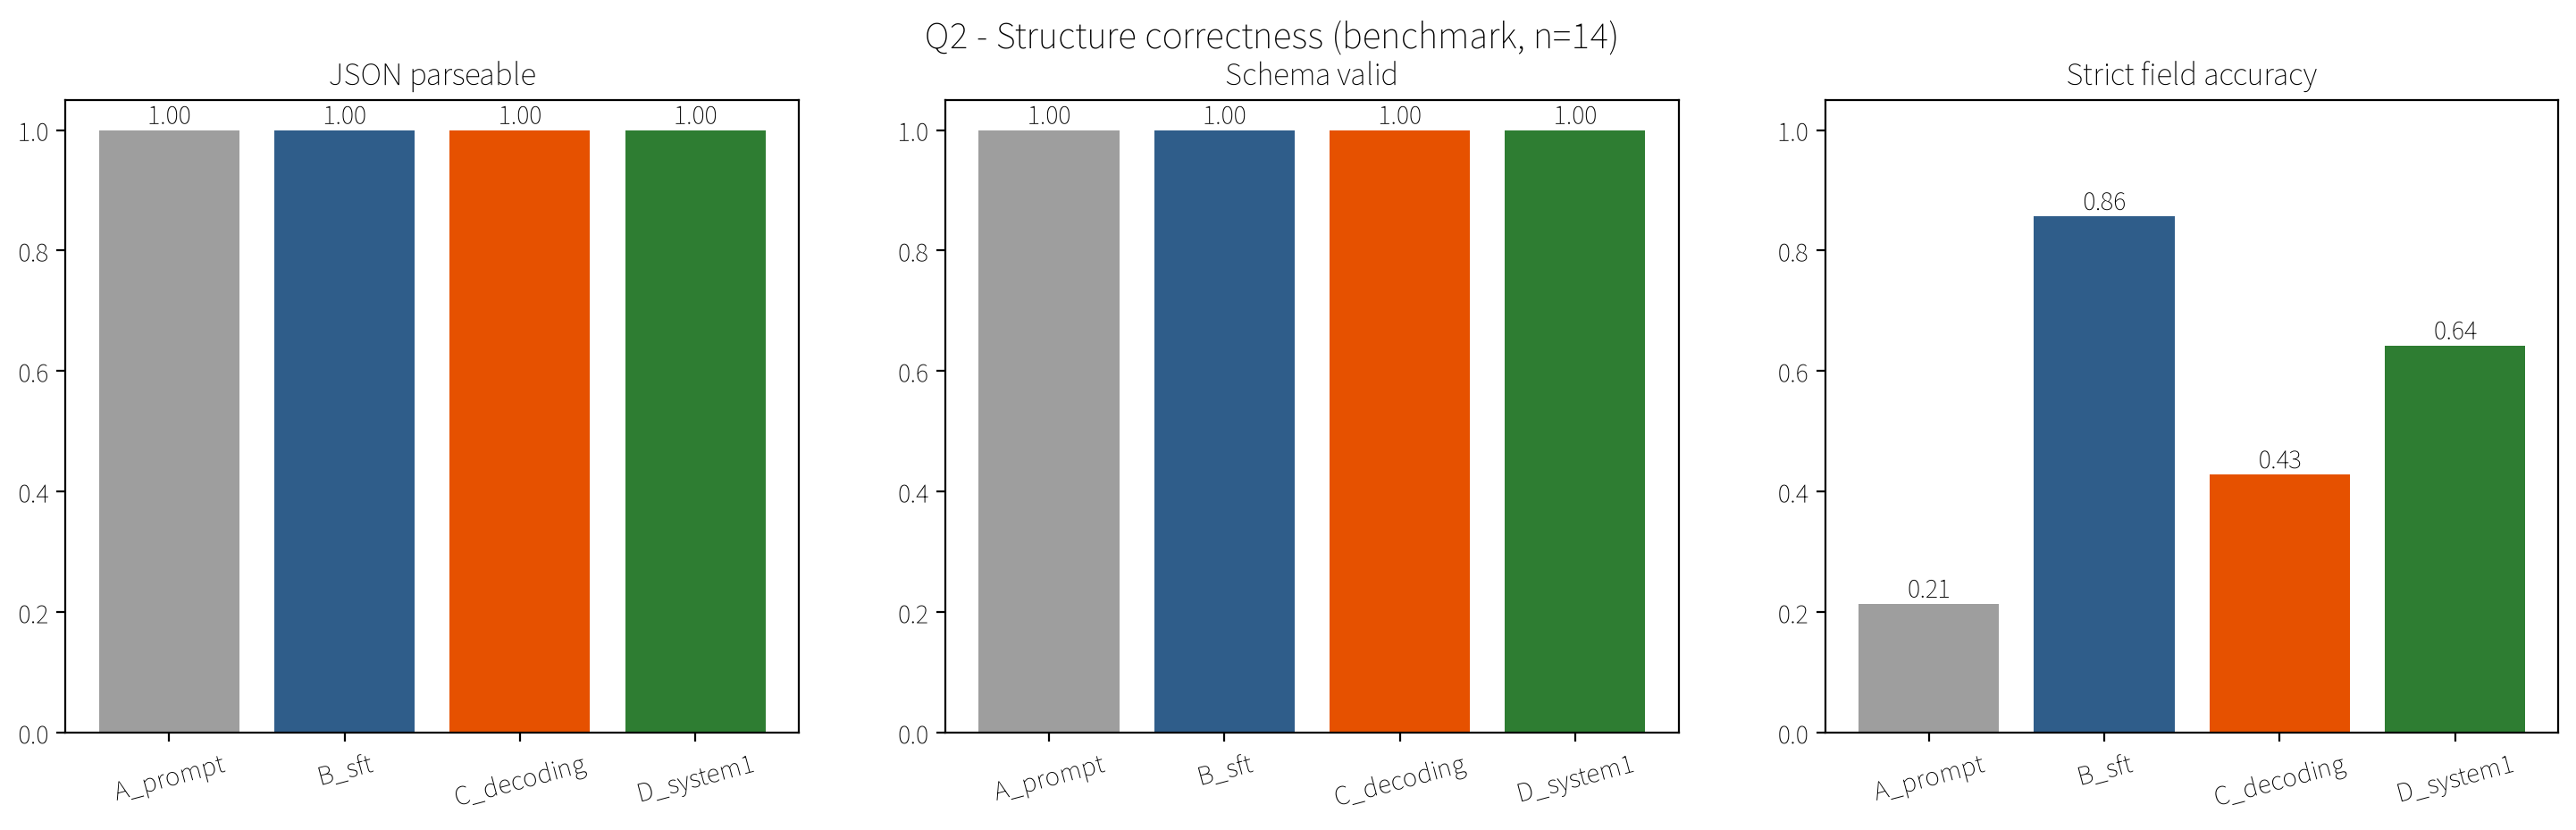 Q2 - Structure correctness (benchmark, n=14)
JSON parseable
1.00 1.00 1.00 1.00
1.0
0.8
0.6
0.4
0.2
0.0
A_prompt B_sft C_decoding D_system1
Schema valid
1.00 1.00 1.00 1.00
1.0
0.8
0.6
0.4
0.2
0.0
A_prompt B_sft C_decoding D_system1
Strict field accuracy
1.0
0.8
0.6
0.4
0.2
0.0
0.21 0.86 0.43 0.64
A_prompt B_sft C_decoding D_system1